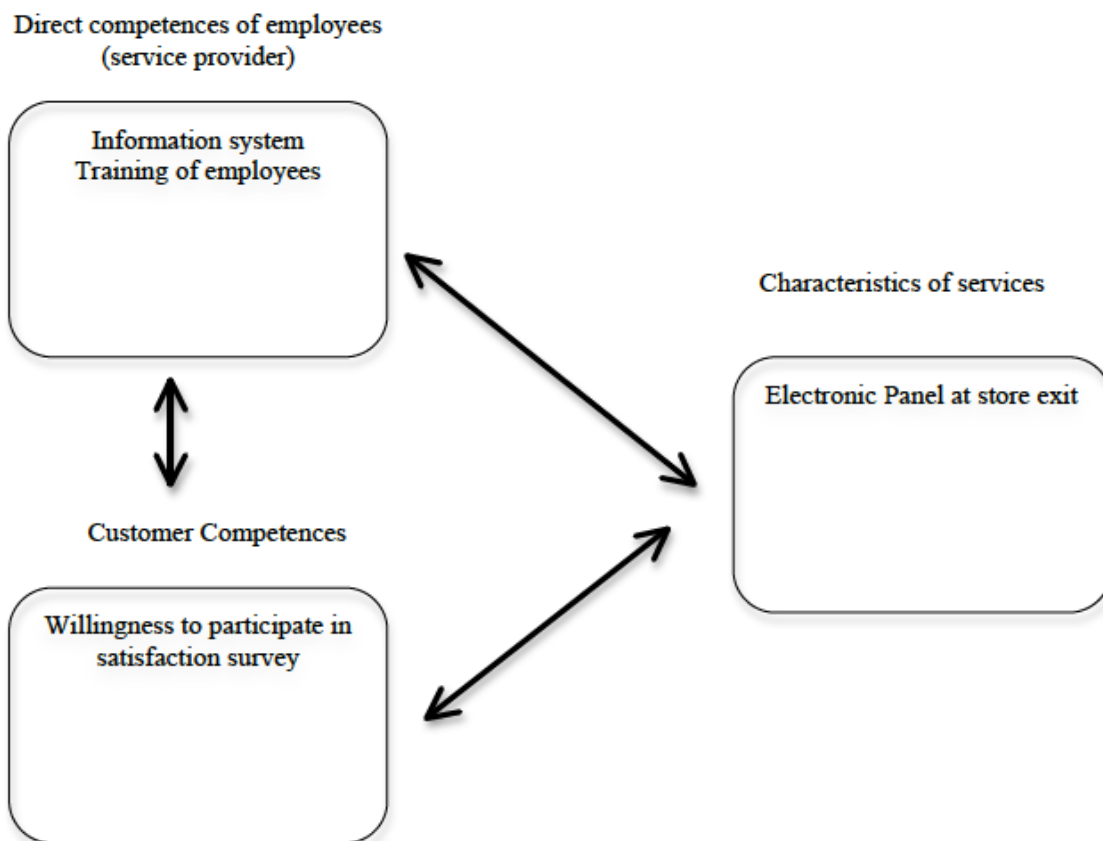 Direct competences of employees
(service provider)
Information system
Training of employees
Characteristics of services
Electronic Panel at store exit
Customer Competences
Willingness to participate in
satisfaction survey